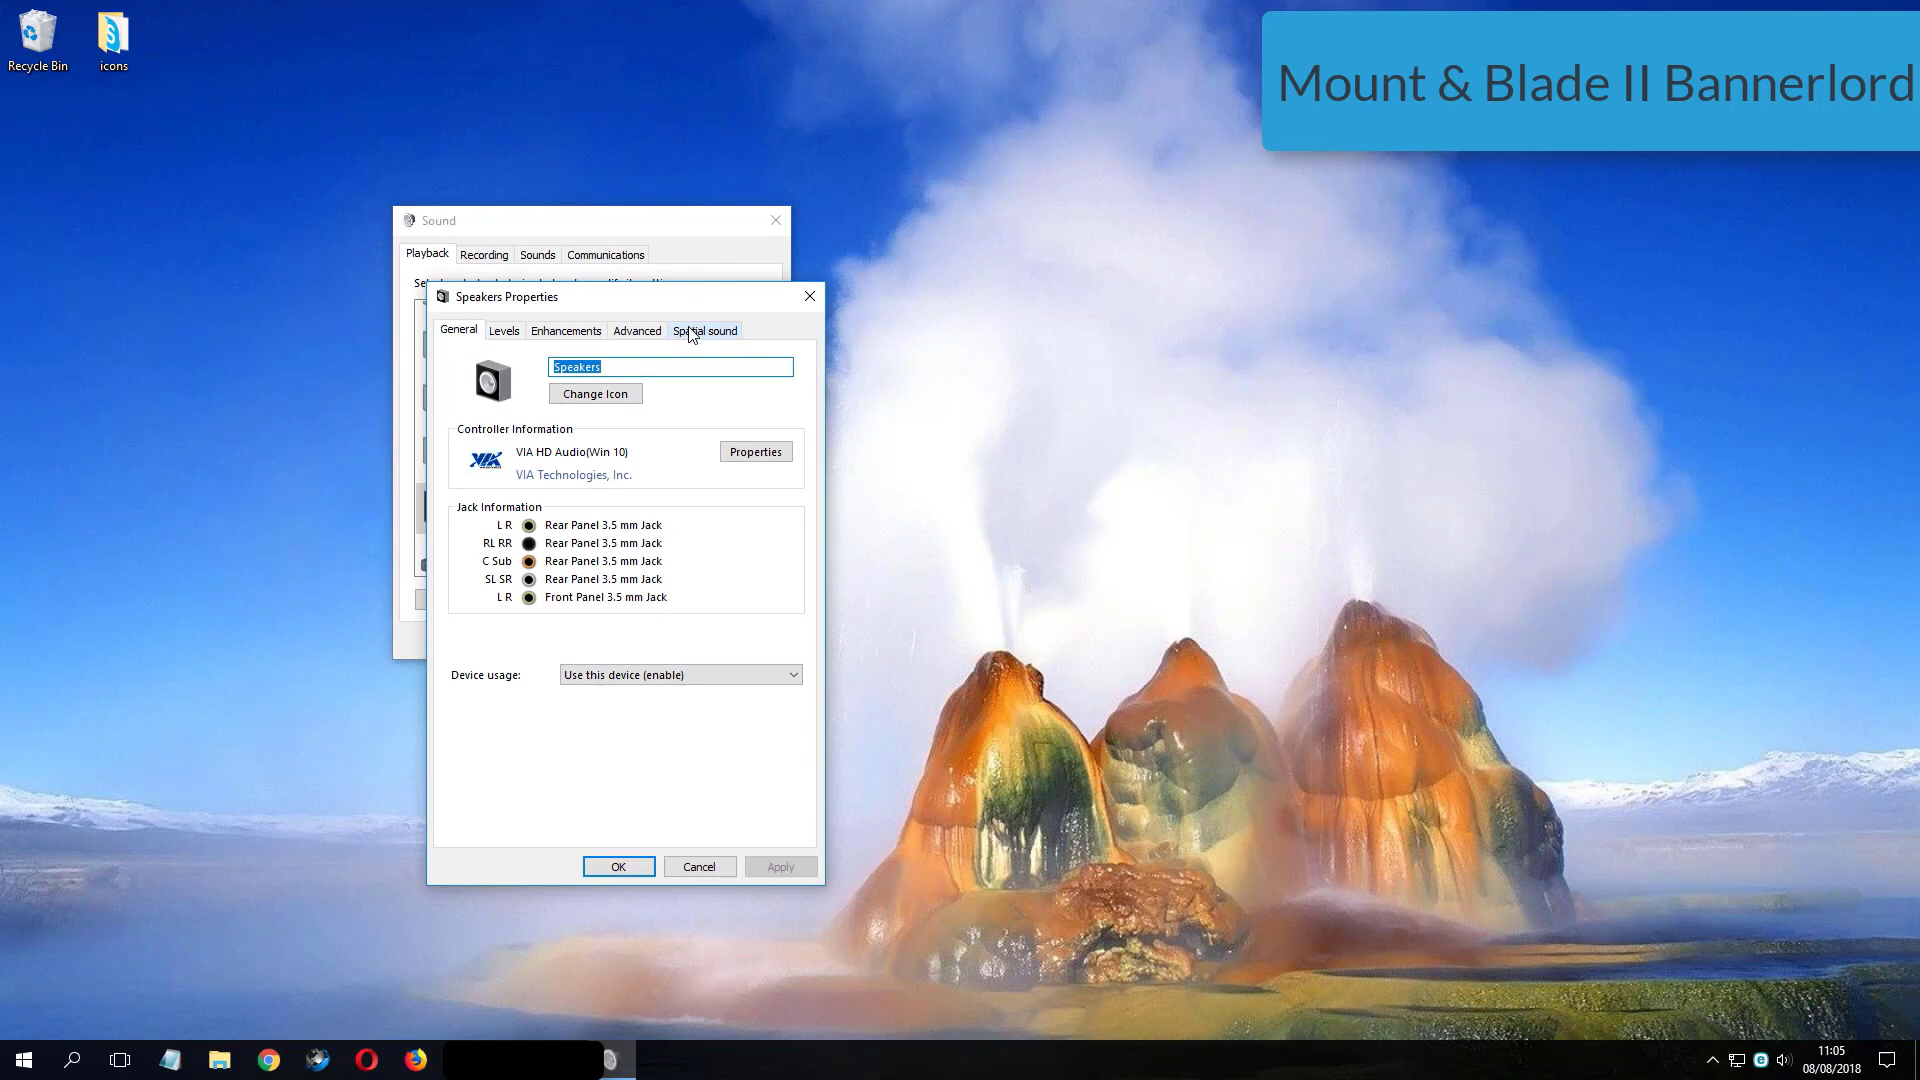 Recycle Bin
icons
Mount & Blade II Bannerlord
Sound
Playback
Recording
Sounds
Communications
Speakers Properties
General
Levels
Enhancements
Advanced
Spatial sound
Speakers
Change Icon
Controller Information
VIA HD Audio(Win 10)
Properties
VIA Technologies, Inc.
Jack Information
L R Rear Panel 3.5 mm Jack
RL RR Rear Panel 3.5 mm Jack
C Sub Rear Panel 3.5 mm Jack
SL SR Rear Panel 3.5 mm Jack
L R Front Panel 3.5 mm Jack
Device usage:
Use this device (enable)
OK
Cancel
Apply
11:05
08/08/2018